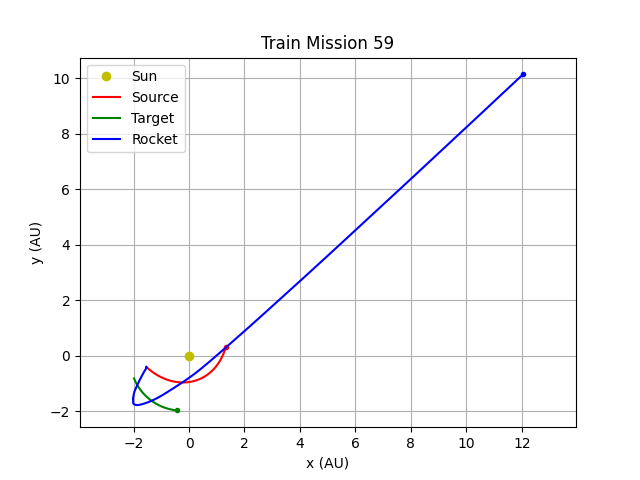 Train Mission 59
Sun
Source
Target
Rocket
10
8
6
4
2
0
−2
y (AU)
−2 0 2 4 6 8 10 12
x (AU)